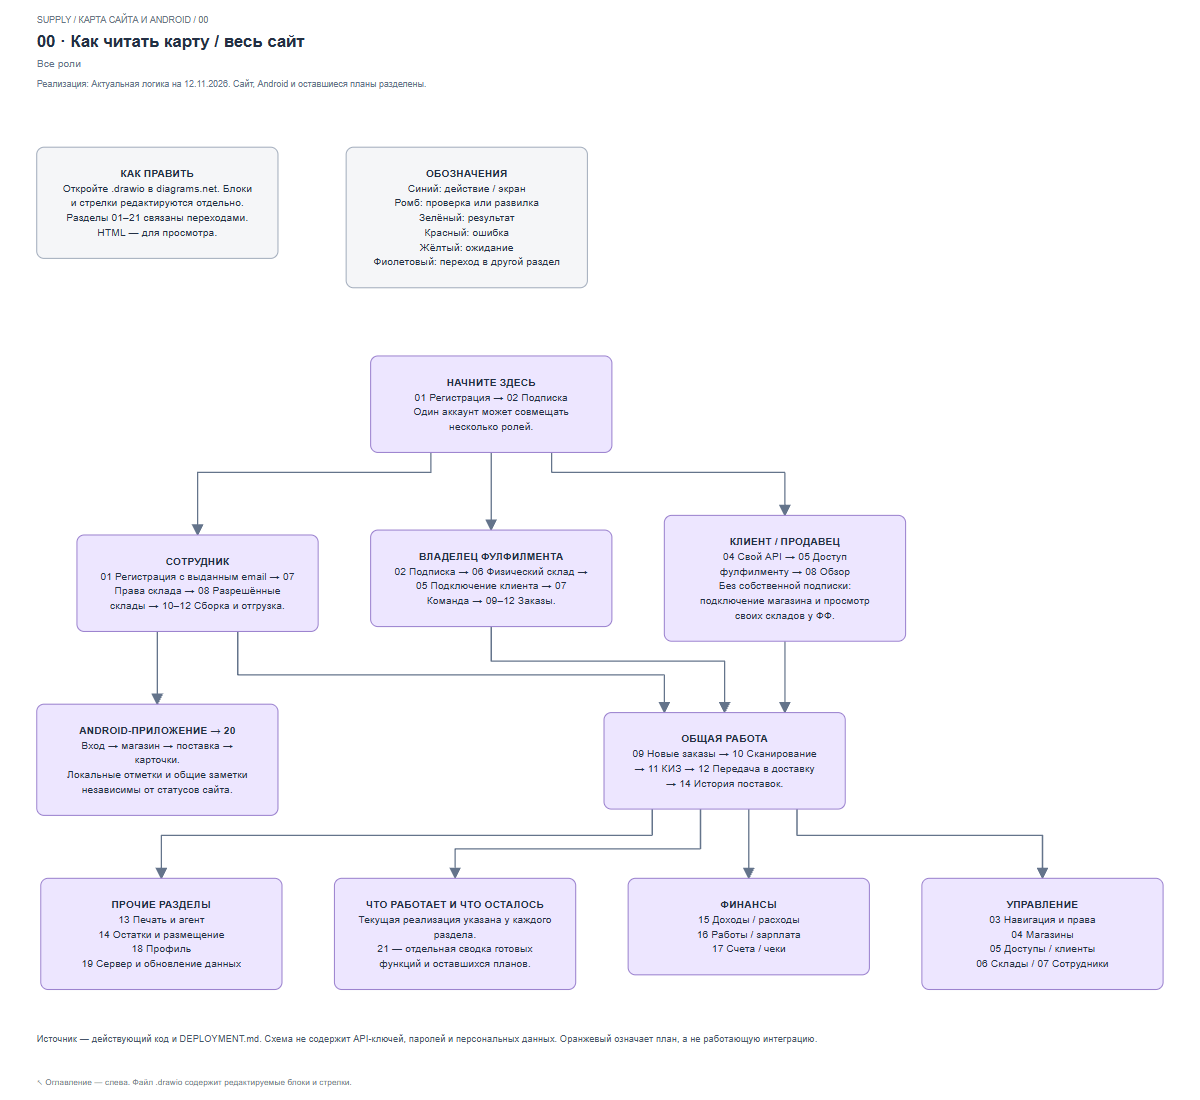 SUPPLY / КАРТА САЙТА И ANDROID / 00
00 · Как читать карту / весь сайт
Все роли
Реализация: Актуальная логика на 12.11.2026. Сайт, Android и оставшиеся планы разделены.
КАК ПРАВИТЬ
Откройте .drawio в diagrams.net. Блоки
и стрелки редактируются отдельно.
Разделы 01–21 связаны переходами.
HTML — для просмотра.
ОБОЗНАЧЕНИЯ
Синий: действие / экран
Ромб: проверка или развилка
Зелёный: результат
Красный: ошибка
Жёлтый: ожидание
Фиолетовый: переход в другой раздел
НАЧНИТЕ ЗДЕСЬ
01 Регистрация → 02 Подписка
Один аккаунт может совмещать
несколько ролей.
СОТРУДНИК
01 Регистрация с выданным email → 07
Права склада → 08 Разрешённые
склады → 10–12 Сборка и отгрузка.
ВЛАДЕЛЕЦ ФУЛФИЛМЕНТА
02 Подписка → 06 Физический склад →
05 Подключение клиента → 07
Команда → 09–12 Заказы.
КЛИЕНТ / ПРОДАВЕЦ
04 Свой API → 05 Доступ
фулфилменту → 08 Обзор
Без собственной подписки:
подключение магазина и просмотр
своих складов у ФФ.
ANDROID-ПРИЛОЖЕНИЕ → 20
Вход → магазин → поставка →
карточки.
Локальные отметки и общие заметки
независимы от статусов сайта.
ОБЩАЯ РАБОТА
09 Новые заказы → 10 Сканирование
→ 11 КИЗ → 12 Передача в доставку
→ 14 История поставок.
ПРОЧИЕ РАЗДЕЛЫ
13 Печать и агент
14 Остатки и размещение
18 Профиль
19 Сервер и обновление данных
ЧТО РАБОТАЕТ И ЧТО ОСТАЛОСЬ
Текущая реализация указана у каждого
раздела.
21 — отдельная сводка готовых
функций и оставшихся планов.
ФИНАНСЫ
15 Доходы / расходы
16 Работы / зарплата
17 Счета / чеки
УПРАВЛЕНИЕ
03 Навигация и права
04 Магазины
05 Доступы / клиенты
06 Склады / 07 Сотрудники
Источник — действующий код и DEPLOYMENT.md. Схема не содержит API-ключей, паролей и персональных данных. Оранжевый означает план, а не работающую интеграцию.
↖ Оглавление — слева. Файл .drawio содержит редактируемые блоки и стрелки.